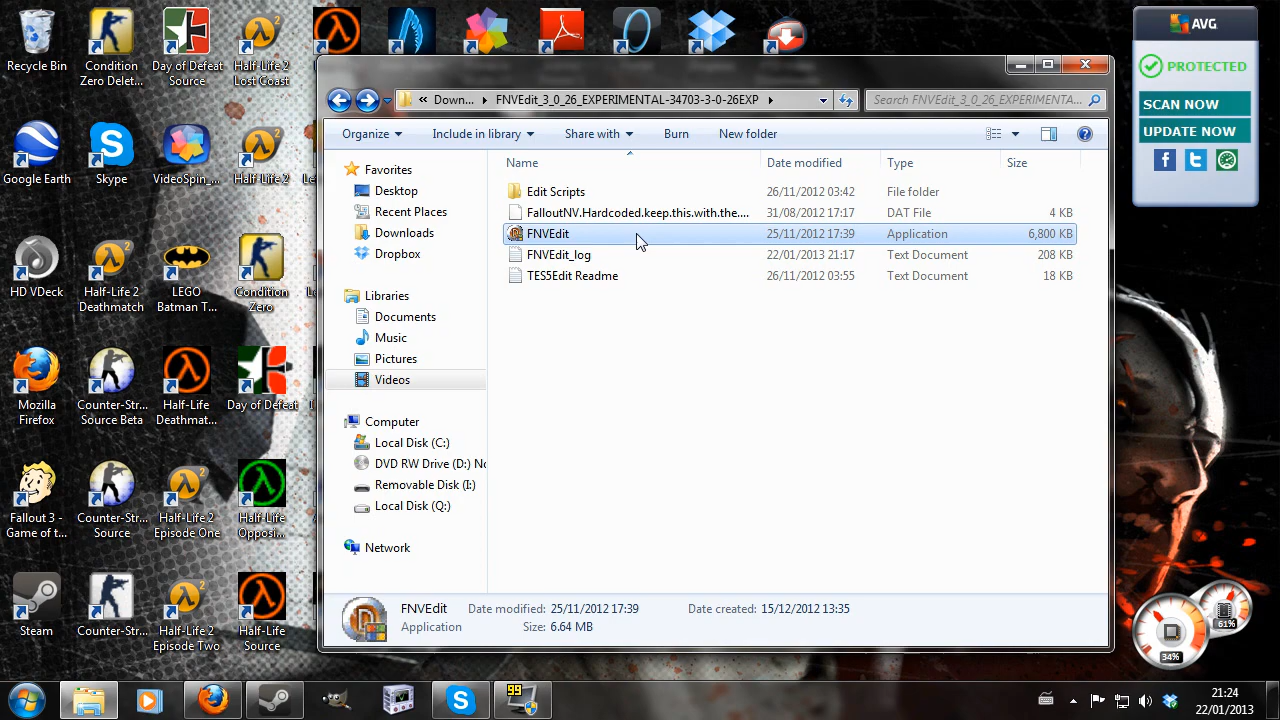 Recycle Bin
Condition
Zero Delet...
Day of Defeat
Source
Half-Life 2
Lost Coast
Google Earth
Skype
VideoSpin_...
Half-Life 2
HD VDeck
Half-Life 2
Deathmatch
LEGO
Batman T...
Condition
Zero
Mozilla
Firefox
Counter-Str...
Source Beta
Half-Life
Deathmat...
Day of Defeat
Fallout 3 -
Game of t...
Counter-Str...
Source
Half-Life 2
Episode One
Half-Life
Opposi...
Steam
Counter-Str...
Half-Life 2
Episode Two
Half-Life
Source
« Down... FNVEdit_3_0_26_EXPERIMENTAL-34703-3-0-26EXP
Search FNVEdit_3_0_26_EXPERIMENTA...
Organize Include in library Share with Burn New folder
Favorites
Desktop
Recent Places
Downloads
Dropbox
Libraries
Documents
Music
Pictures
Videos
Computer
Local Disk (C:)
DVD RW Drive (D:) No
Removable Disk (I:)
Local Disk (Q:)
Network
Name Date modified Type Size
Edit Scripts 26/11/2012 03:42 File folder
FalloutNV.Hardcoded.keep.this.with.the.... 31/08/2012 17:17 DAT File 4 KB
FNVEdit 25/11/2012 17:39 Application 6,800 KB
FNVEdit_log 22/01/2013 21:17 Text Document 208 KB
TES5Edit Readme 26/11/2012 03:55 Text Document 18 KB
FNVEdit Date modified: 25/11/2012 17:39 Date created: 15/12/2012 13:35
Application Size: 6.64 MB
AVG
PROTECTED
SCAN NOW
UPDATE NOW
61%
34%
99
21:24
22/01/2013